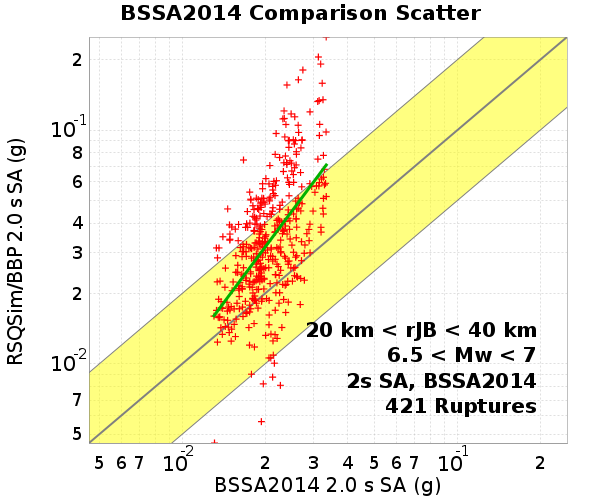 BSSA2014 Comparison Scatter
RSQSim/BBP 2.0 s SA (g)
2
10-1
8
6
4
3
2
10-2
7
5
20 km < rJB < 40 km
6.5 < Mw < 7
2s SA, BSSA2014
421 Ruptures
5 6 7 10-2 2 3 4 5 6 7 10-1 2
BSSA2014 2.0 s SA (g)